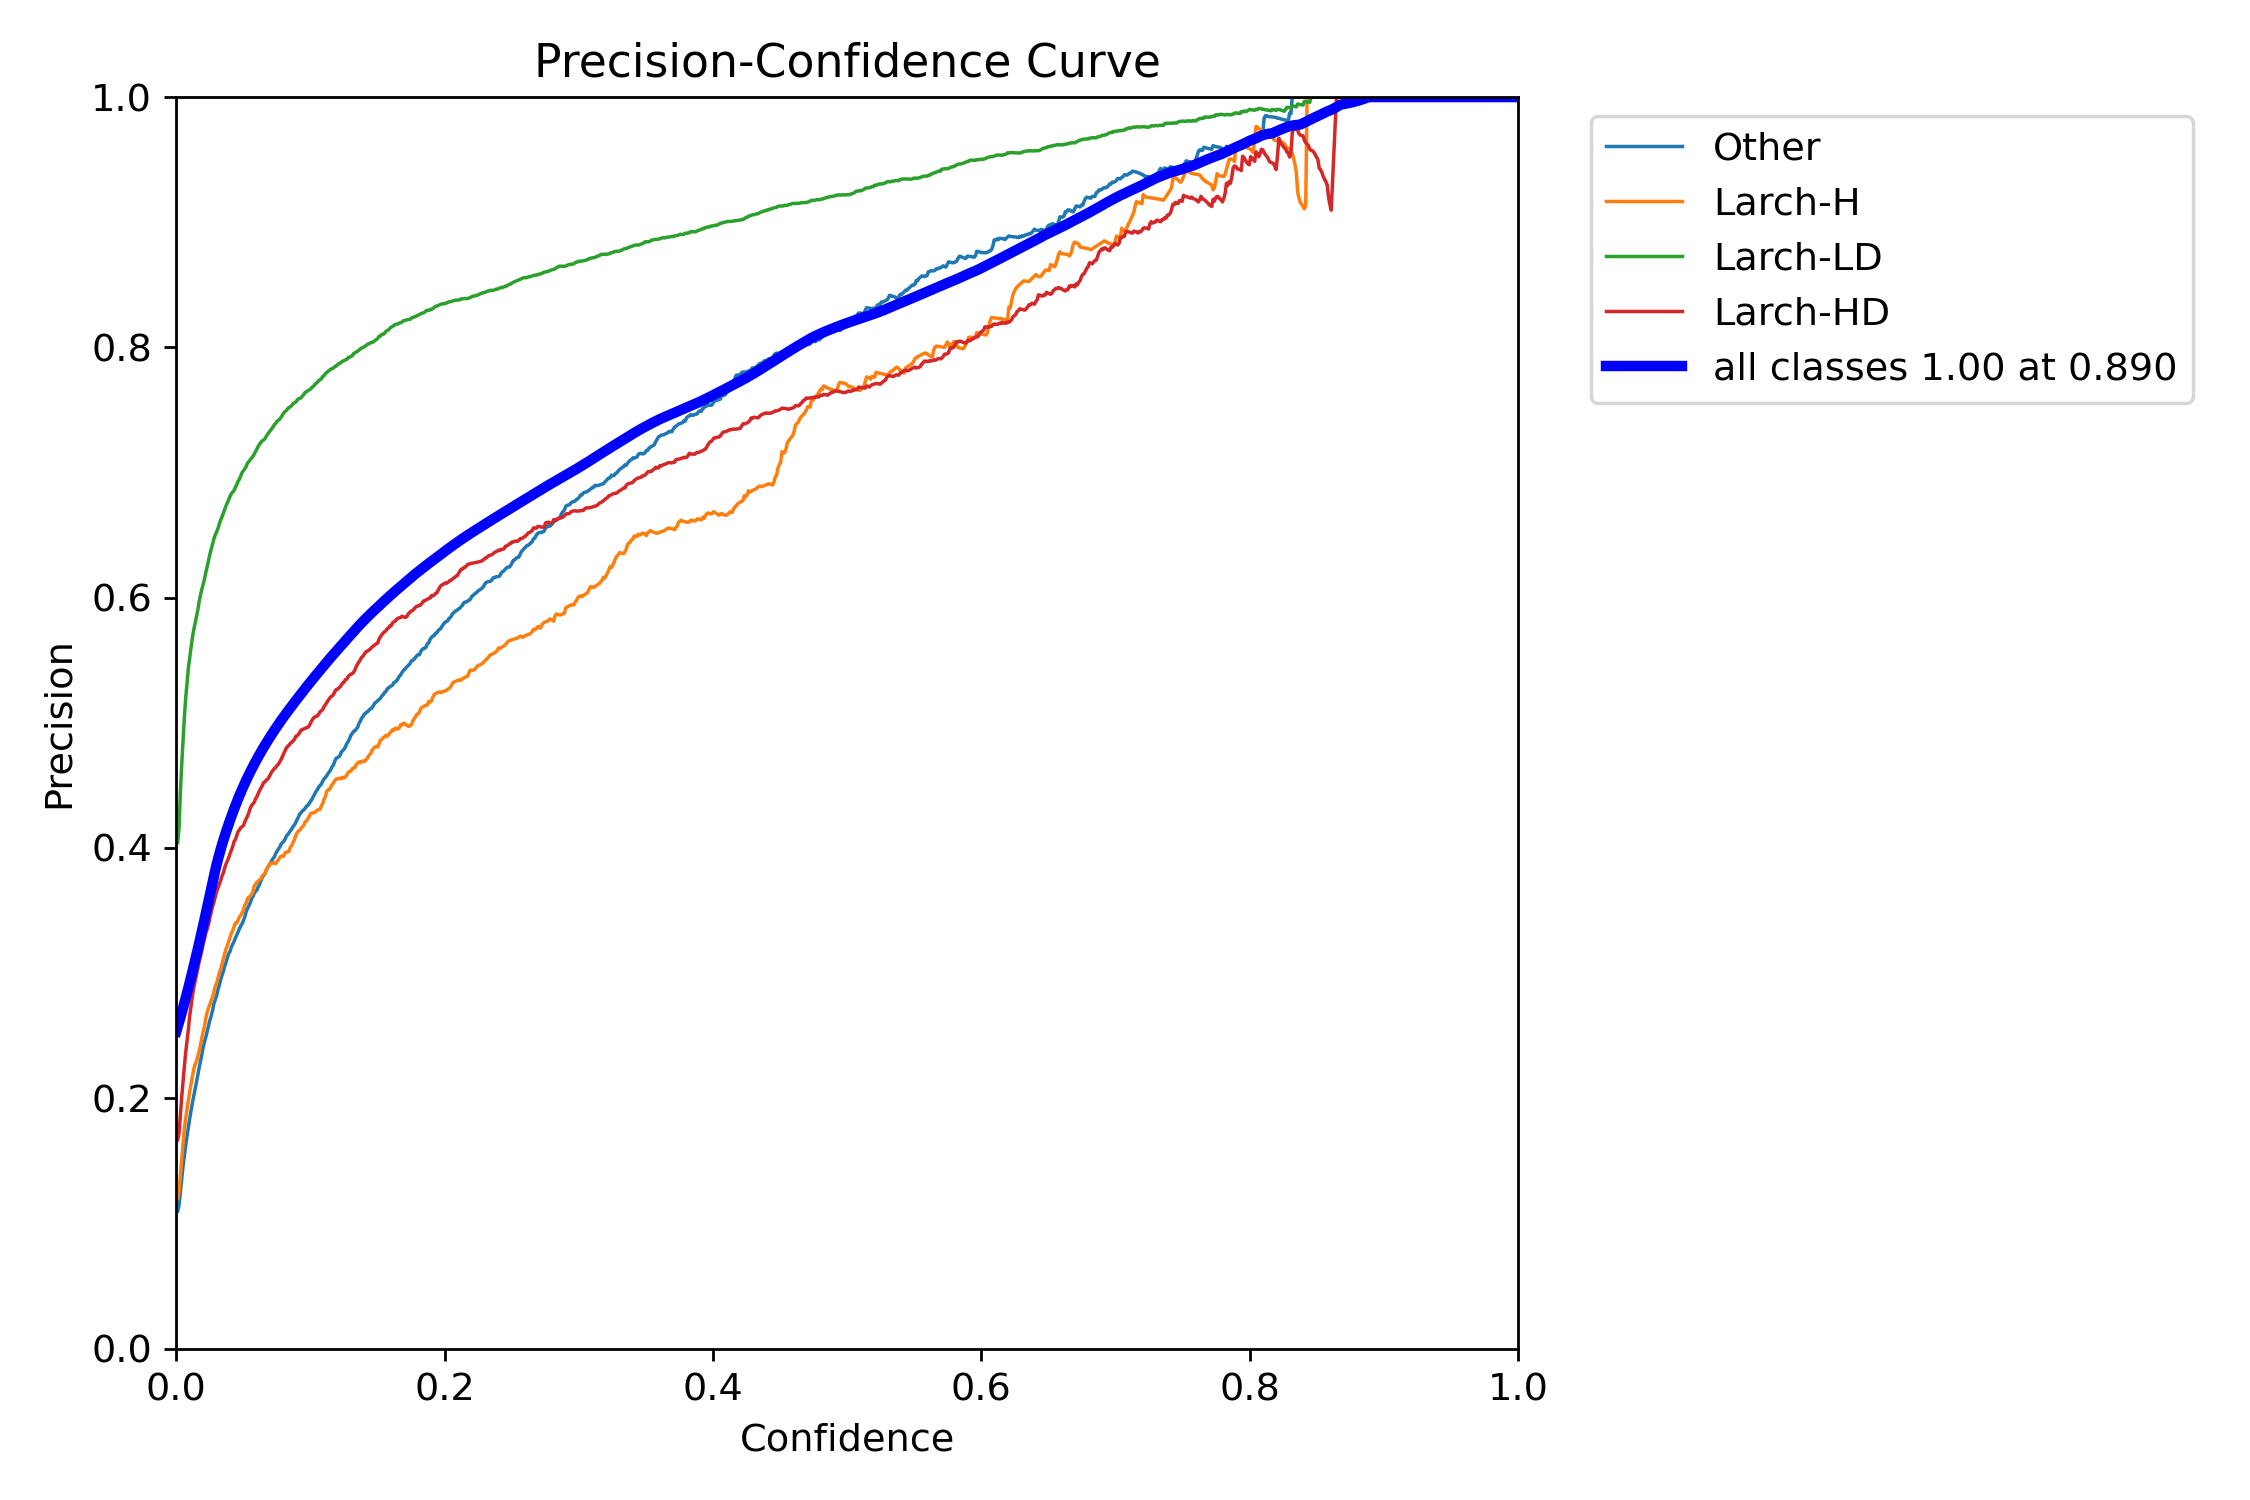 Precision-Confidence Curve
1.0
0.8
0.6
0.4
0.2
0.0
Precision
0.0 0.2 0.4 0.6 0.8 1.0
Confidence
Other
Larch-H
Larch-LD
Larch-HD
all classes 1.00 at 0.890